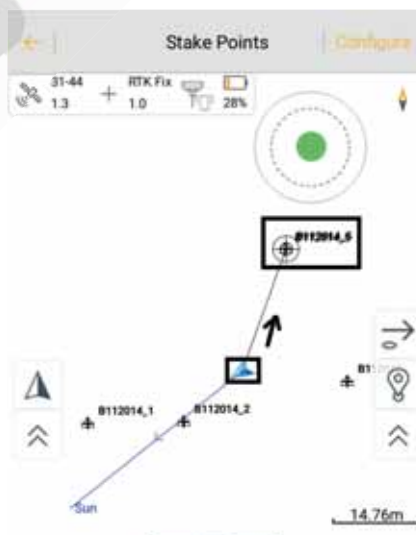 Stake Points
Configure
31-44
1.3
RTK Fix
1.0
28%
B112014_5
B112014_1
B112014_2
14.76m
Sun